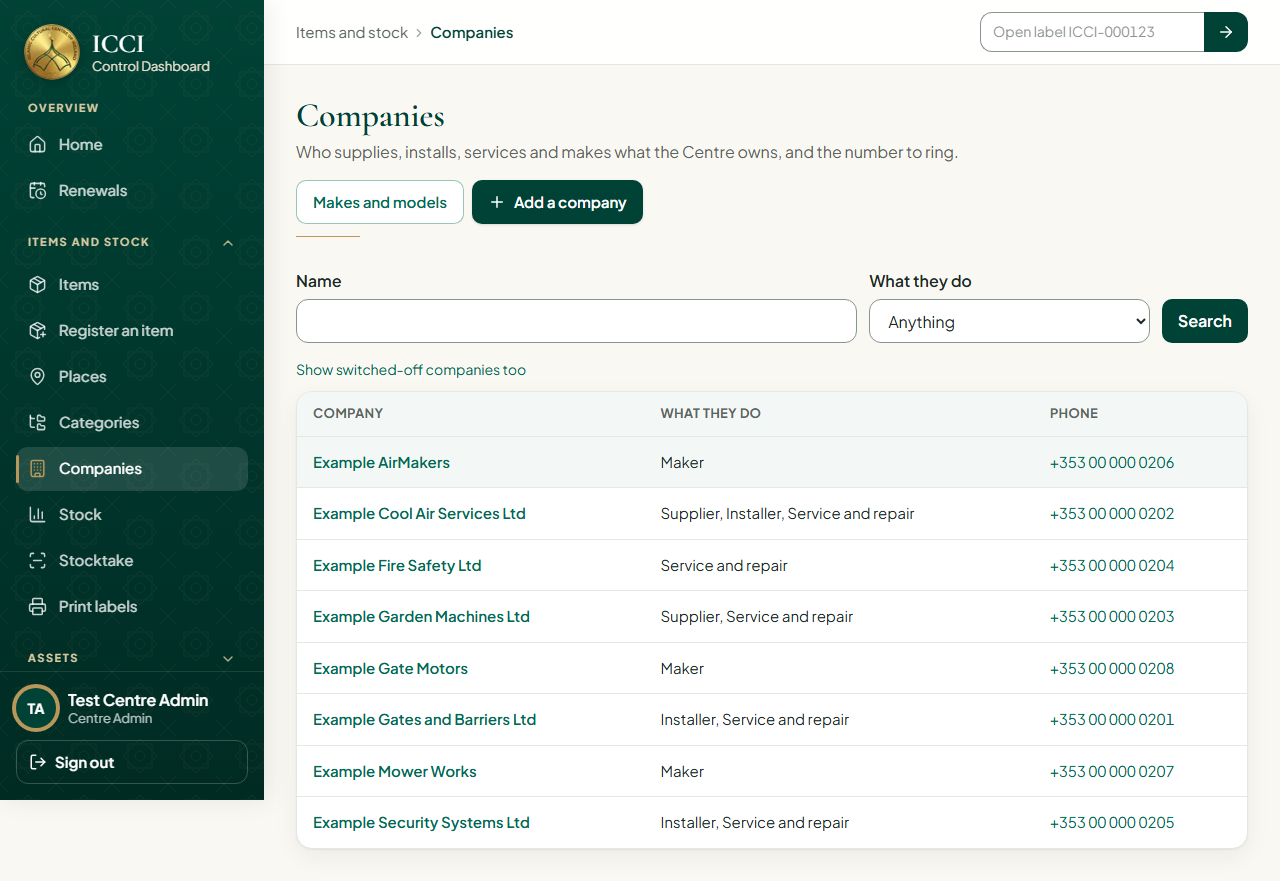 ICCI
Control Dashboard
OVERVIEW
Home
Renewals
ITEMS AND STOCK
Items
Register an item
Places
Categories
Companies
Stock
Stocktake
Print labels
ASSETS
TA
Test Centre Admin
Centre Admin
Sign out
Items and stock > Companies
Open label ICCI-000123
Companies
Who supplies, installs, services and makes what the Centre owns, and the number to ring.
Makes and models
+ Add a company
Name
What they do
Anything
Search
Show switched-off companies too
COMPANY WHAT THEY DO PHONE
Example AirMakers Maker +353 00 000 0206
Example Cool Air Services Ltd Supplier, Installer, Service and repair +353 00 000 0202
Example Fire Safety Ltd Service and repair +353 00 000 0204
Example Garden Machines Ltd Supplier, Service and repair +353 00 000 0203
Example Gate Motors Maker +353 00 000 0208
Example Gates and Barriers Ltd Installer, Service and repair +353 00 000 0201
Example Mower Works Maker +353 00 000 0207
Example Security Systems Ltd Installer, Service and repair +353 00 000 0205